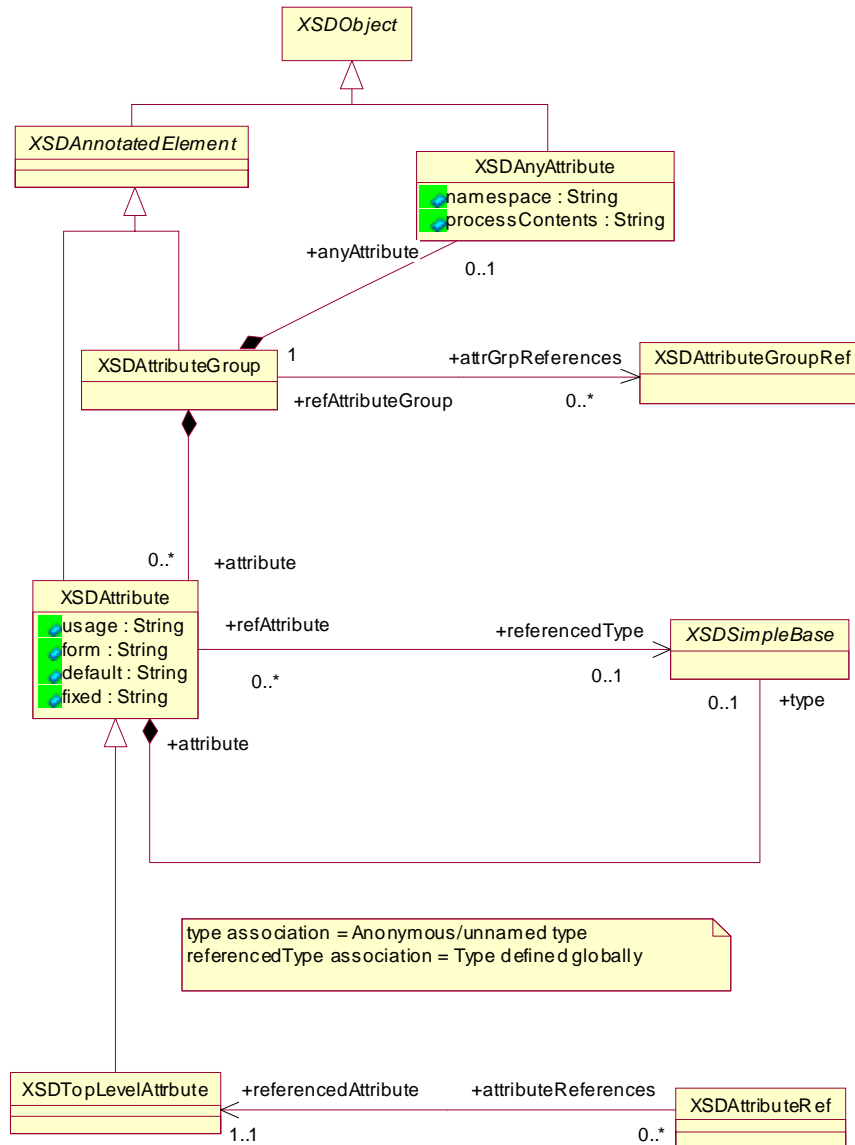 XSDObject
XSDAnnotatedElement
XSDAnyAttribute
namespace : String
processContents : String
+anyAttribute
0..1
XSDAttributeGroup
1
+attrGrpReferences
XSDAttributeGroupRef
+refAttributeGroup
0..*
0..*
+attribute
XSDAttribute
usage : String
form : String
default : String
fixed : String
+refAttribute
+referencedType
XSDSimpleBase
0..*
0..1
0..1
+type
+attribute
type association = Anonymous/unnamed type
referencedType association = Type defined globally
XSDTopLevelAttrbute
+referencedAttribute
+attributeReferences
XSDAttributeRef
1..1
0..*